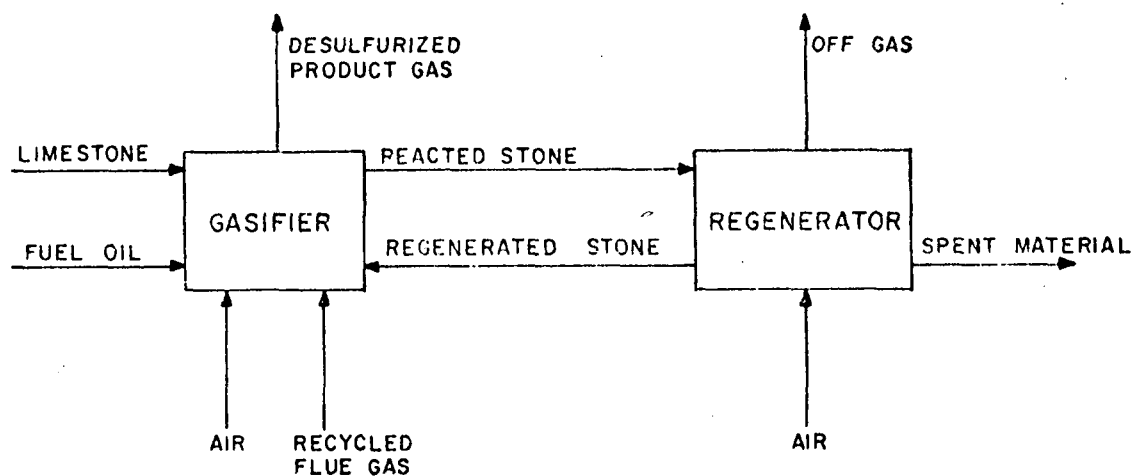 DESULFURIZED
PRODUCT GAS
OFF GAS
LIMESTONE
PEACTED STONE
GASIFIER
REGENERATOR
FUEL OIL
REGENERATED STONE
SPENT MATERIAL
AIR
RECYCLED
FLUE GAS
AIR